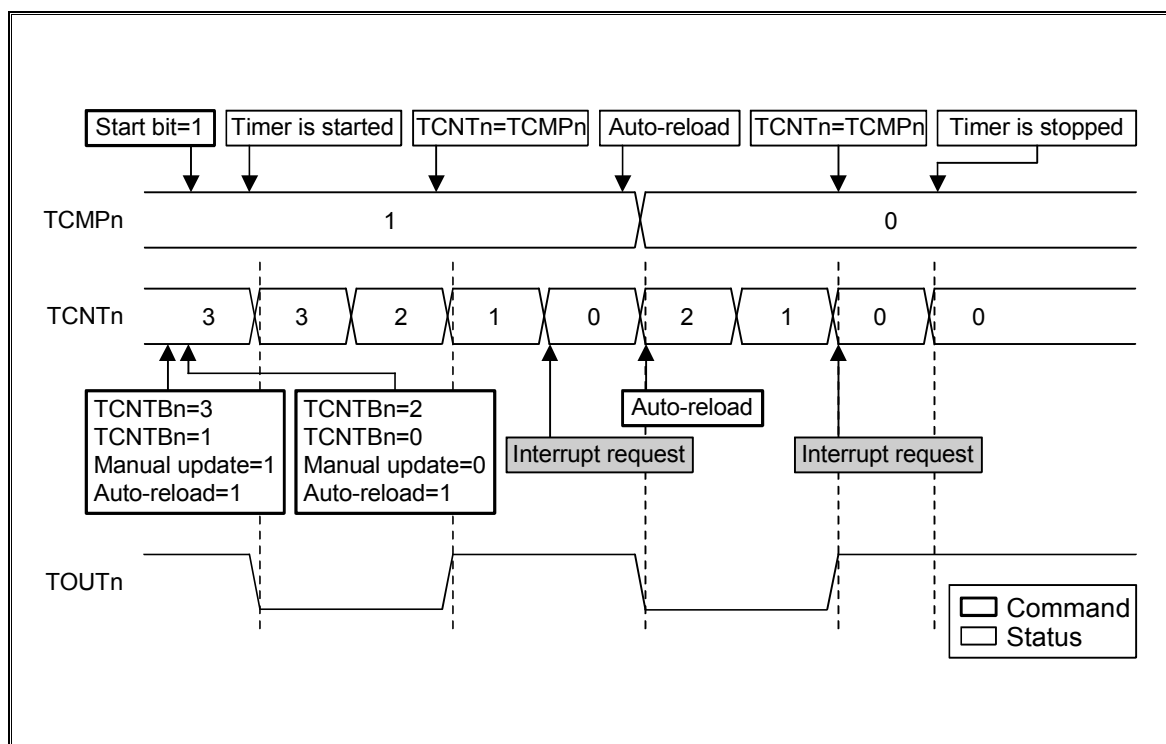 Start bit=1
Timer is started
TCNTn=TCMPn
Auto-reload
TCNTn=TCMPn
Timer is stopped
TCMPn
1
0
TCNTn
3
3
2
1
0
2
1
0
0
TCNTBn=3
TCNTBn=1
Manual update=1
Auto-reload=1
TCNTBn=2
TCNTBn=0
Manual update=0
Auto-reload=1
Interrupt request
Auto-reload
Interrupt request
TOUTn
Command
Status